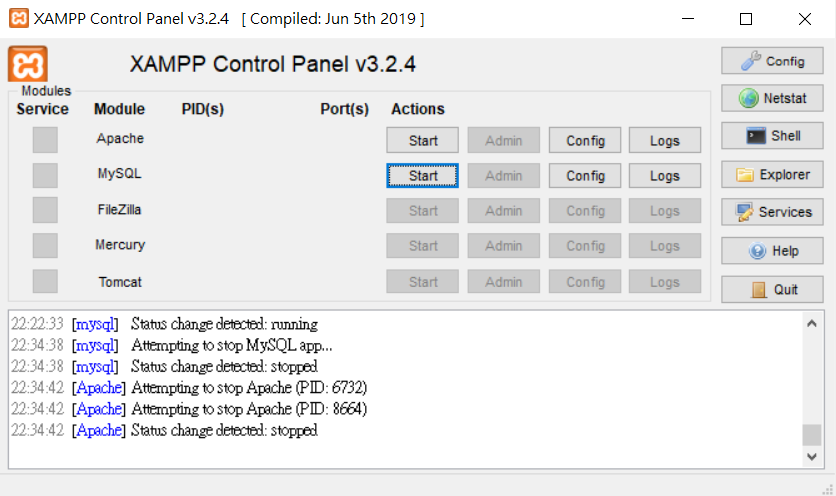 XAMPP Control Panel v3.2.4   [ Compiled: Jun 5th 2019 ]
XAMPP Control Panel v3.2.4
Config
Modules
Service Module PID(s) Port(s) Actions
Netstat
Apache Start Admin Config Logs
Shell
MySQL Start Admin Config Logs
Explorer
FileZilla Start Admin Config Logs
Services
Mercury Start Admin Config Logs
Help
Tomcat Start Admin Config Logs
Quit
22:22:33 [mysql] Status change detected: running
22:34:38 [mysql] Attempting to stop MySQL app...
22:34:38 [mysql] Status change detected: stopped
22:34:42 [Apache] Attempting to stop Apache (PID: 6732)
22:34:42 [Apache] Attempting to stop Apache (PID: 8664)
22:34:42 [Apache] Status change detected: stopped